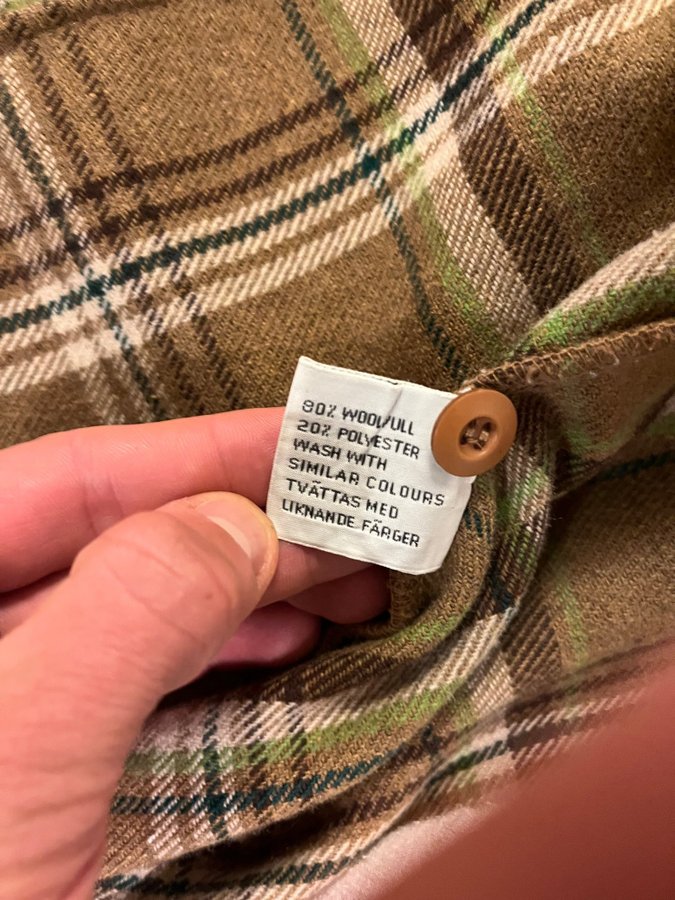 80% WOOL/ULL
20% POLYESTER
WASH WITH
SIMILAR COLOURS
TVÄTTAS MED
LIKNANDE FÄRGER